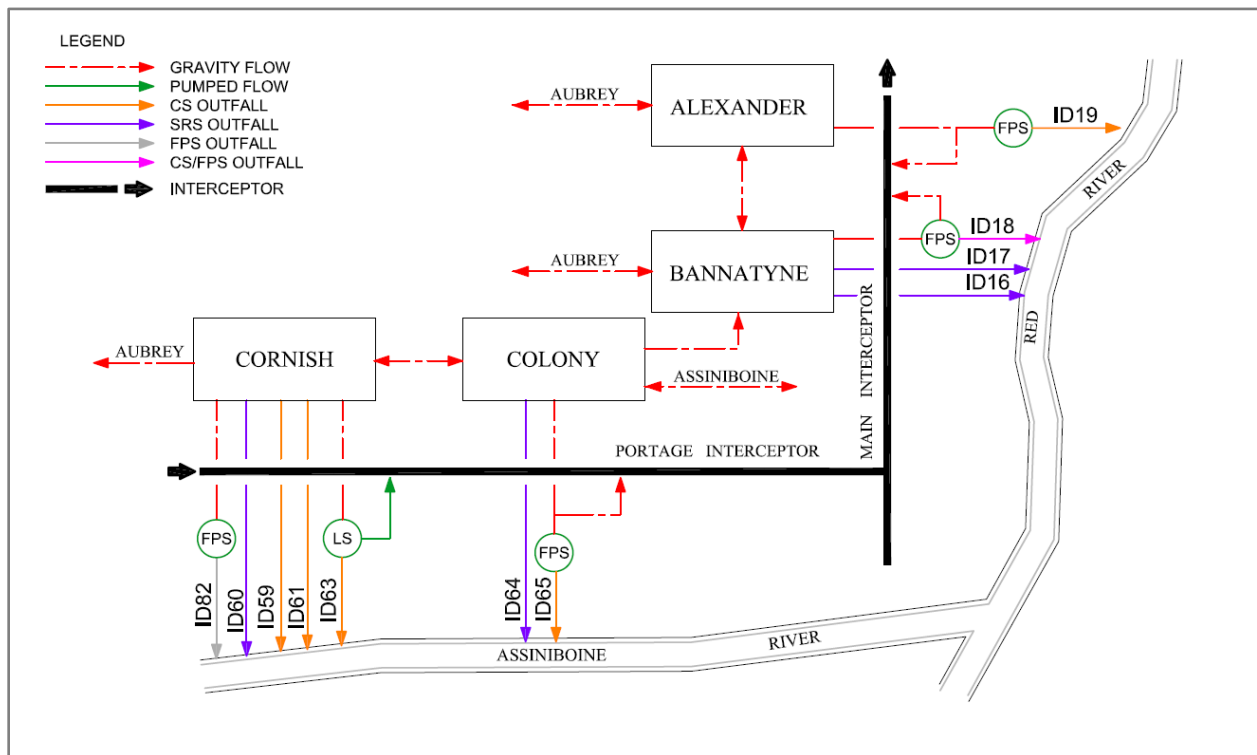 LEGEND
GRAVITY FLOW
PUMPED FLOW
CS OUTFALL
SRS OUTFALL
FPS OUTFALL
CS/FPS OUTFALL
INTERCEPTOR
AUBREY
ALEXANDER
FPS
ID19
RIVER
AUBREY
BANNATYNE
FPS
ID18
ID17
ID16
RED
MAIN INTERCEPTOR
AUBREY
CORNISH
COLONY
ASSINIBOINE
PORTAGE INTERCEPTOR
FPS
LS
FPS
ID82
ID60
ID59
ID61
ID63
ID64
ID65
ASSINIBOINE
RIVER